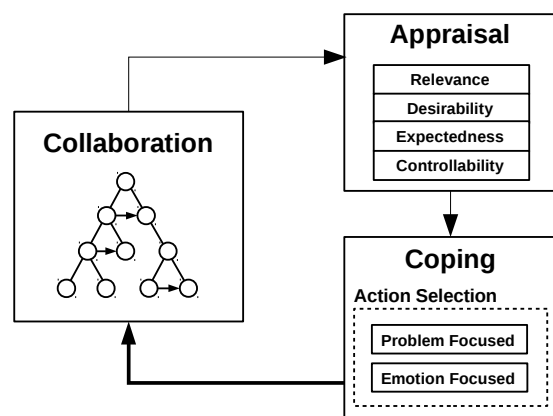 Appraisal
Relevance
Desirability
Expectedness
Controllability
Collaboration
Coping
Action Selection
Problem Focused
Emotion Focused